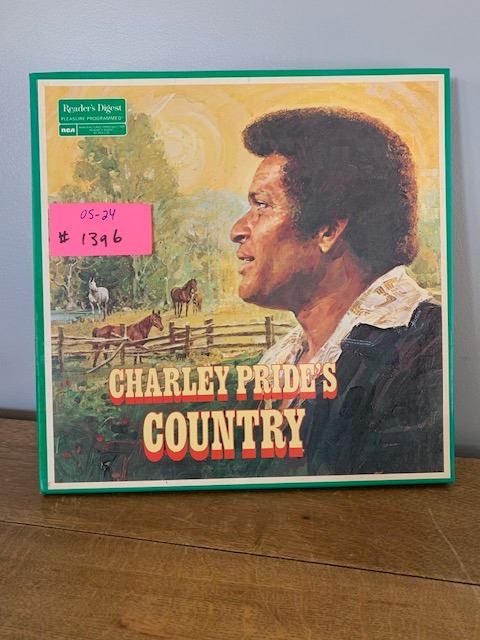 Reader's Digest
PLEASURE PROGRAMMED
RCA
05-24
# 1396
CHARLEY PRIDE'S
COUNTRY